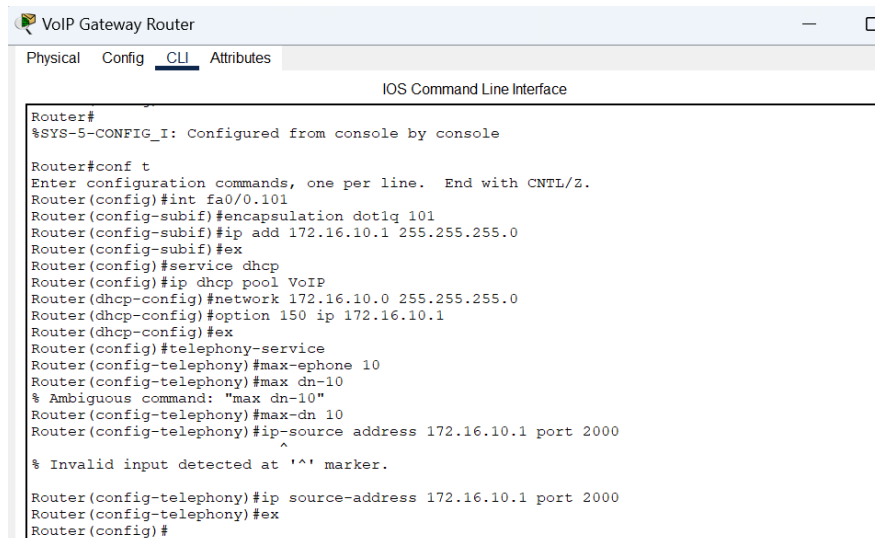 VoIP Gateway Router
Physical Config CLI Attributes
IOS Command Line Interface
Router#
%SYS-5-CONFIG_I: Configured from console by console
Router#conf t
Enter configuration commands, one per line. End with CNTL/Z.
Router(config)#int fa0/0.101
Router(config-subif)#encapsulation dot1q 101
Router(config-subif)#ip add 172.16.10.1 255.255.255.0
Router(config-subif)#ex
Router(config)#service dhcp
Router(config)#ip dhcp pool VoIP
Router(dhcp-config)#network 172.16.10.0 255.255.255.0
Router(dhcp-config)#option 150 ip 172.16.10.1
Router(dhcp-config)#ex
Router(config)#telephony-service
Router(config-telephony)#max-ephone 10
Router(config-telephony)#max dn-10
% Ambiguous command: "max dn-10"
Router(config-telephony)#max-dn 10
Router(config-telephony)#ip-source address 172.16.10.1 port 2000
^
% Invalid input detected at '^' marker.
Router(config-telephony)#ip source-address 172.16.10.1 port 2000
Router(config-telephony)#ex
Router(config)#